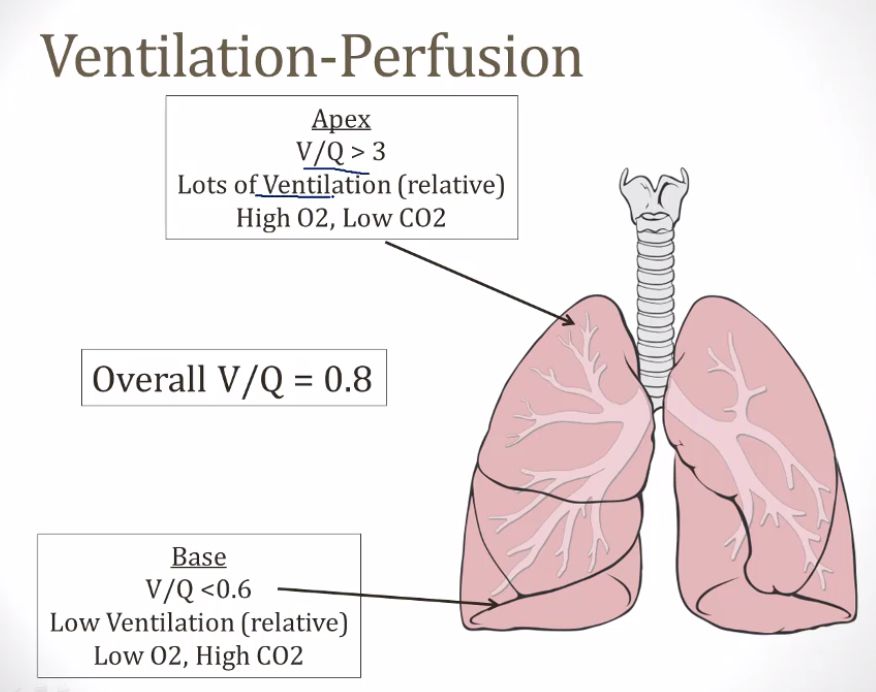 Ventilation-Perfusion
Apex
V/Q > 3
Lots of Ventilation (relative)
High O2, Low CO2
Overall V/Q = 0.8
Base
V/Q <0.6
Low Ventilation (relative)
Low O2, High CO2